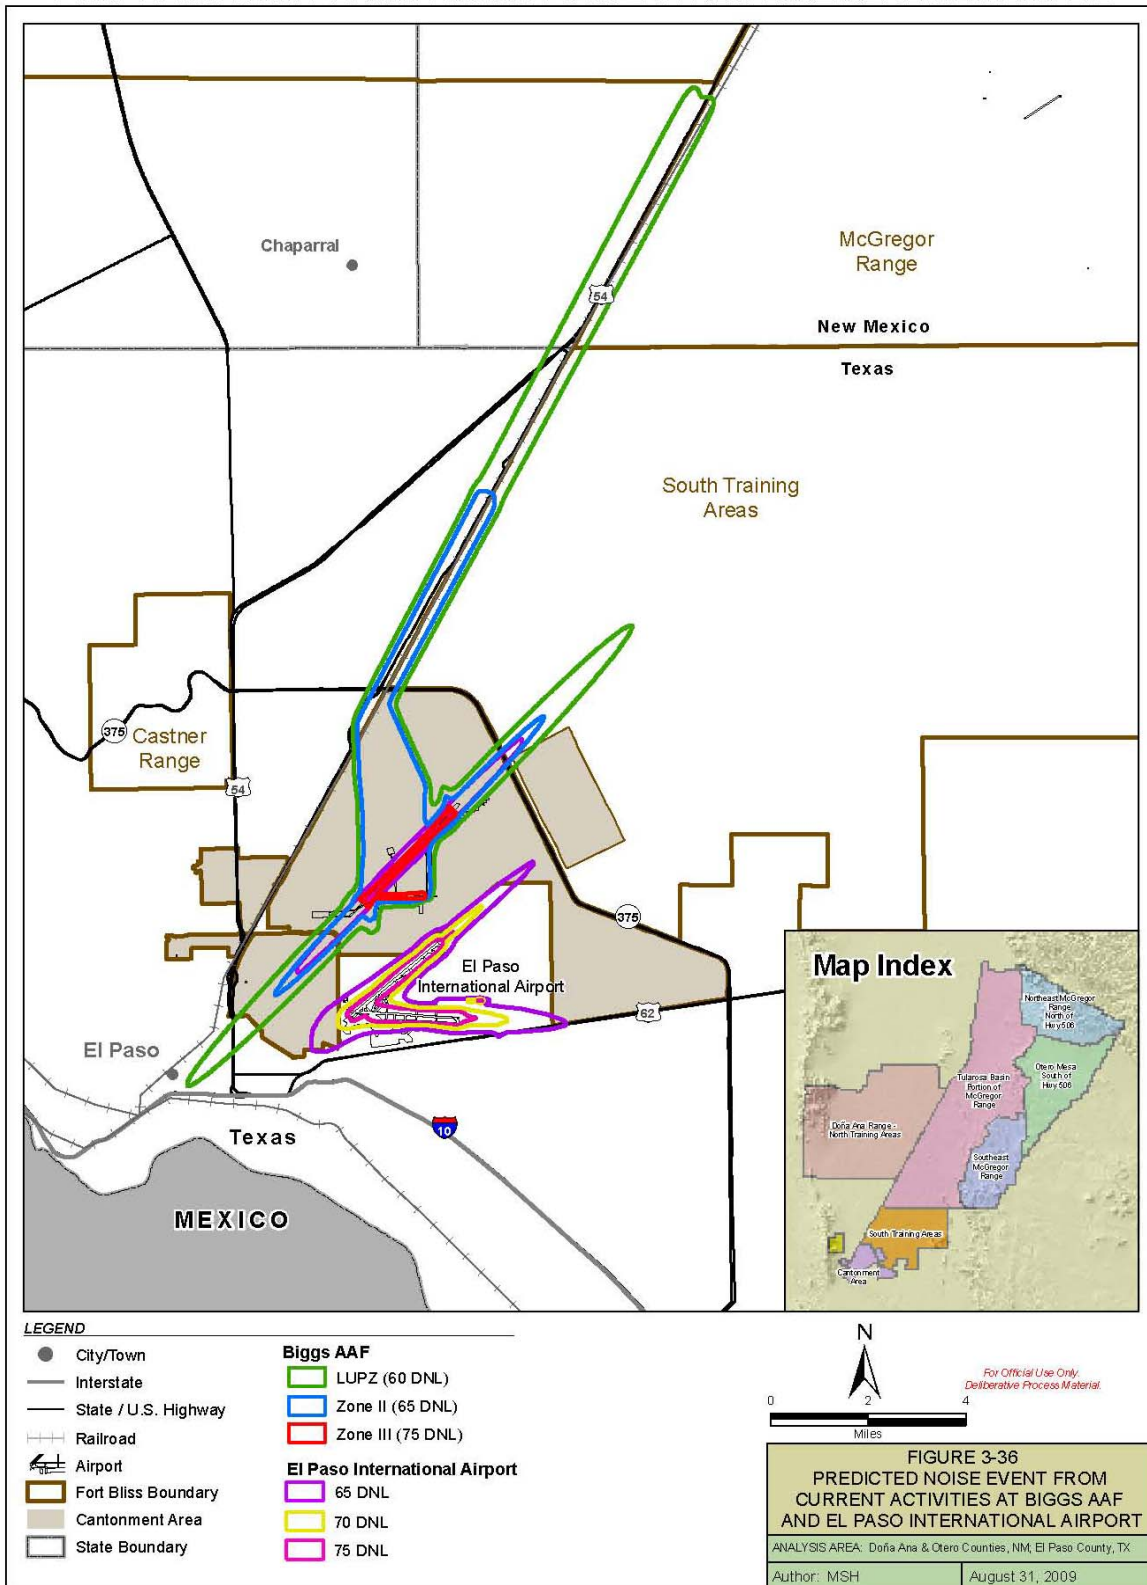 Chaparral
McGregor
Range
54
New Mexico
Texas
South Training
Areas
375
Castner
Range
54
375
El Paso
International Airport
62
El Paso
Texas
10
MEXICO
Map Index
Northeast McGregor
Range
North of
Hwy 506
Otero Mesa
South of
Hwy 506
Tularosa Basin
Portion of
McGregor
Range
Doña Ana Range -
North Training Areas
Southeast
McGregor
Range
South Training Areas
Cantonment
Area
LEGEND
City/Town
Interstate
State / U.S. Highway
Railroad
Airport
Fort Bliss Boundary
Cantonment Area
State Boundary
Biggs AAF
LUPZ (60 DNL)
Zone II (65 DNL)
Zone III (75 DNL)
El Paso International Airport
65 DNL
70 DNL
75 DNL
N
For Official Use Only.
Deliberative Process Material.
0 2 4
Miles
FIGURE 3-36
PREDICTED NOISE EVENT FROM
CURRENT ACTIVITIES AT BIGGS AAF
AND EL PASO INTERNATIONAL AIRPORT
ANALYSIS AREA: Doña Ana & Otero Counties, NM; El Paso County, TX
Author: MSH August 31, 2009